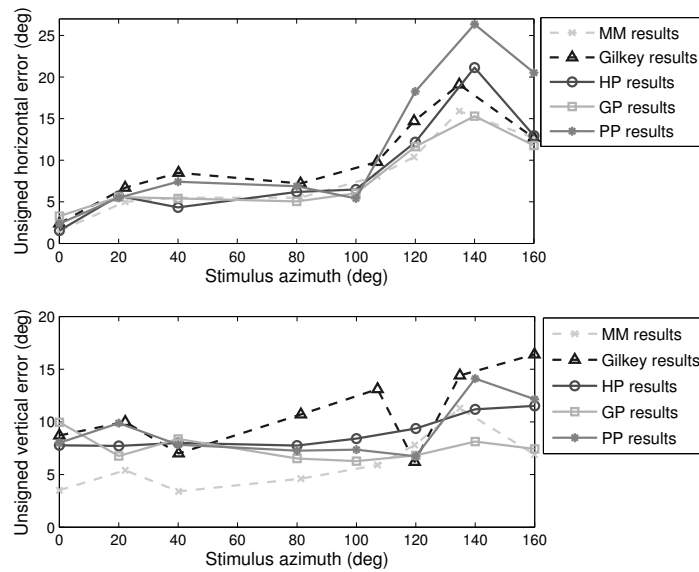 25
20
15
10
5
0
Unsigned horizontal error (deg)
0 20 40 60 80 100 120 140 160
Stimulus azimuth (deg)
MM results
Gilkey results
HP results
GP results
PP results
20
15
10
5
0
Unsigned vertical error (deg)
0 20 40 60 80 100 120 140 160
Stimulus azimuth (deg)
MM results
Gilkey results
HP results
GP results
PP results